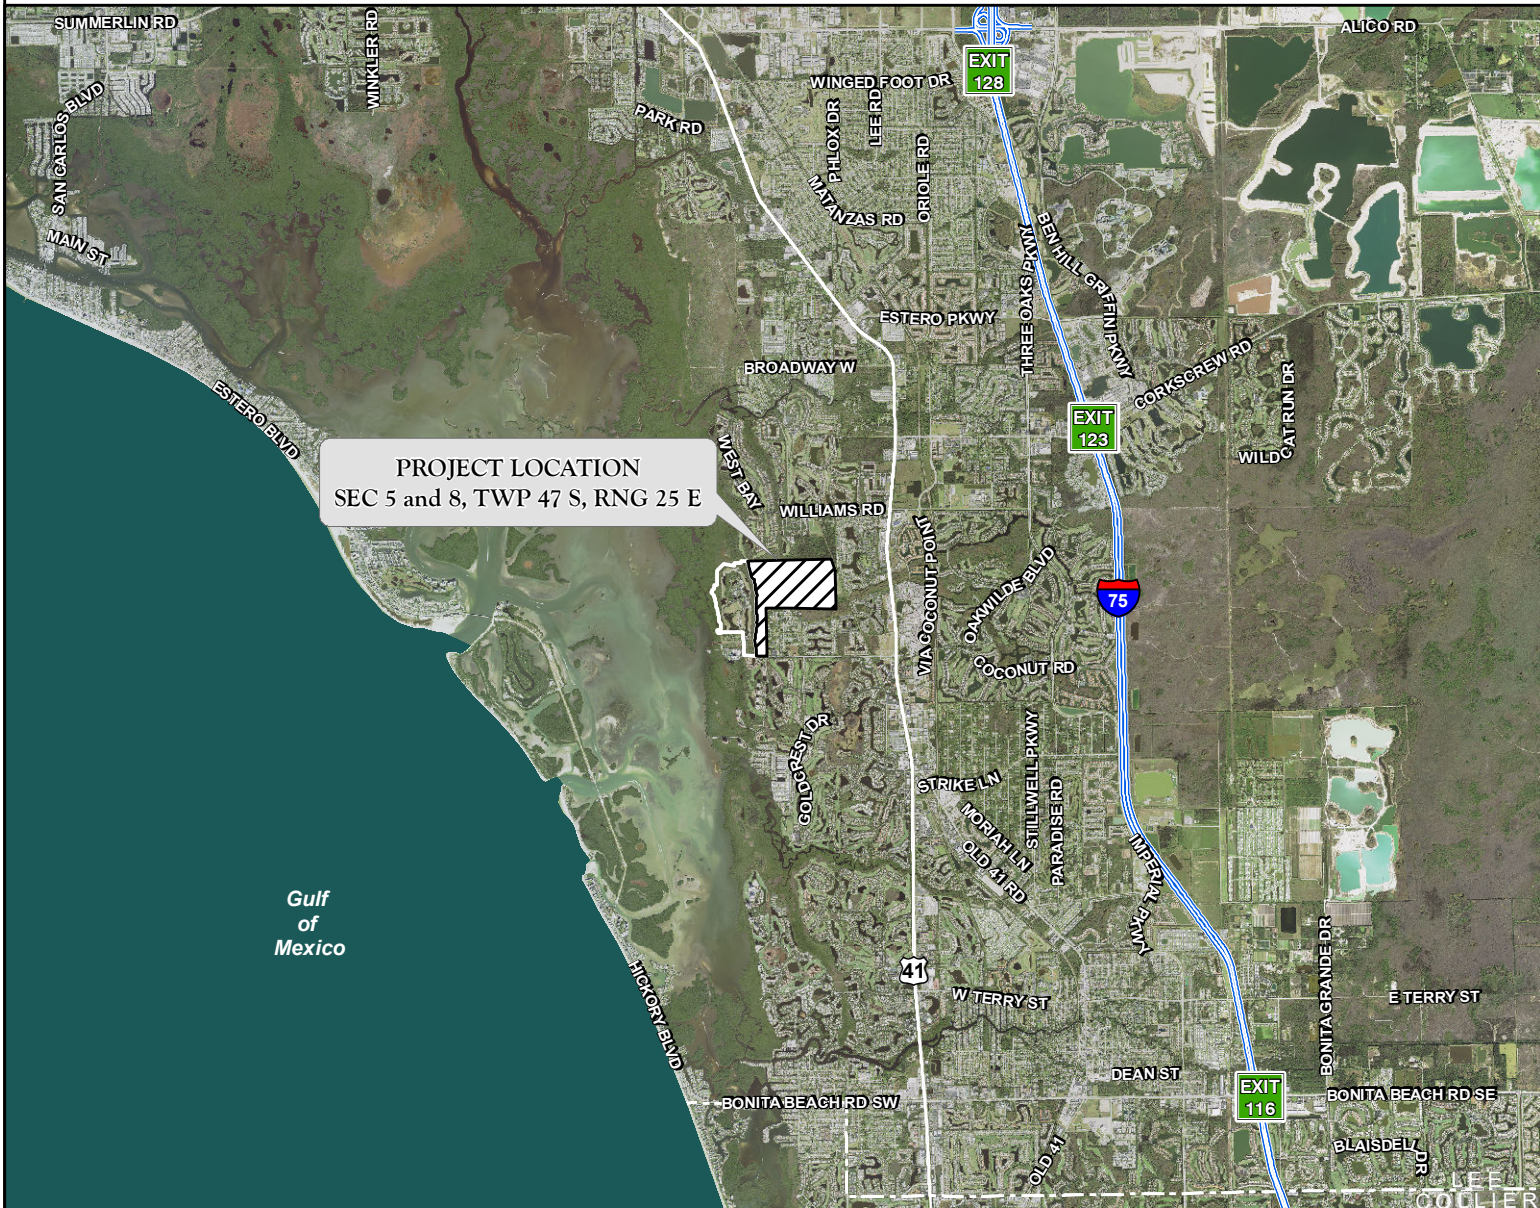 SUMMERLIN RD
WINKLER RD
ALICO RD
EXIT
128
WINGED FOOT DR
SAN CARLOS BLVD
PARK RD
PHLOX DR
LEE RD
ORIOLE RD
MATANZAS RD
MAIN ST
THREE OAKS PKWY
BEN HILL GRIFFIN PKWY
ESTERO PKWY
BROADWAY W
CORKSCREW RD
WILDCAT RUN DR
ESTERO BLVD
EXIT
123
WEST BAY
PROJECT LOCATION
SEC 5 and 8, TWP 47 S, RNG 25 E
WILLIAMS RD
VIA COCONUT POINT
OAKWILDE BLVD
75
COCONUT RD
GOLDCREST DR
STILLWELL PKWY
STRIKE LN
PARADISE RD
MORIAH LN
OLD 41 RD
IMPERIAL PKWY
Gulf
of
Mexico
41
HICKORY BLVD
W TERRY ST
BONITA GRANDE DR
E TERRY ST
DEAN ST
EXIT
116
BONITA BEACH RD SW
BONITA BEACH RD SE
OLD 41
BLAISDELL DR
LEE
COLLIER